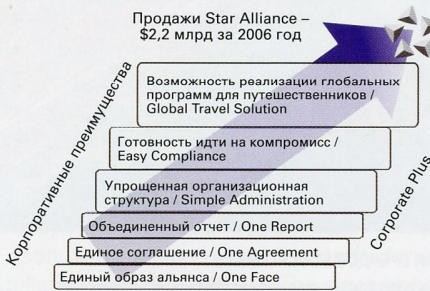 Продажи Star Alliance –
$2,2 млрд за 2006 год
Корпоративные преимущества
Возможность реализации глобальных
программ для путешественников /
Global Travel Solution
Готовность идти на компромисс /
Easy Compliance
Упрощенная организационная
структура / Simple Administration
Объединенный отчет / One Report
Единое соглашение / One Agreement
Единый образ альянса / One Face
Corporate Plus